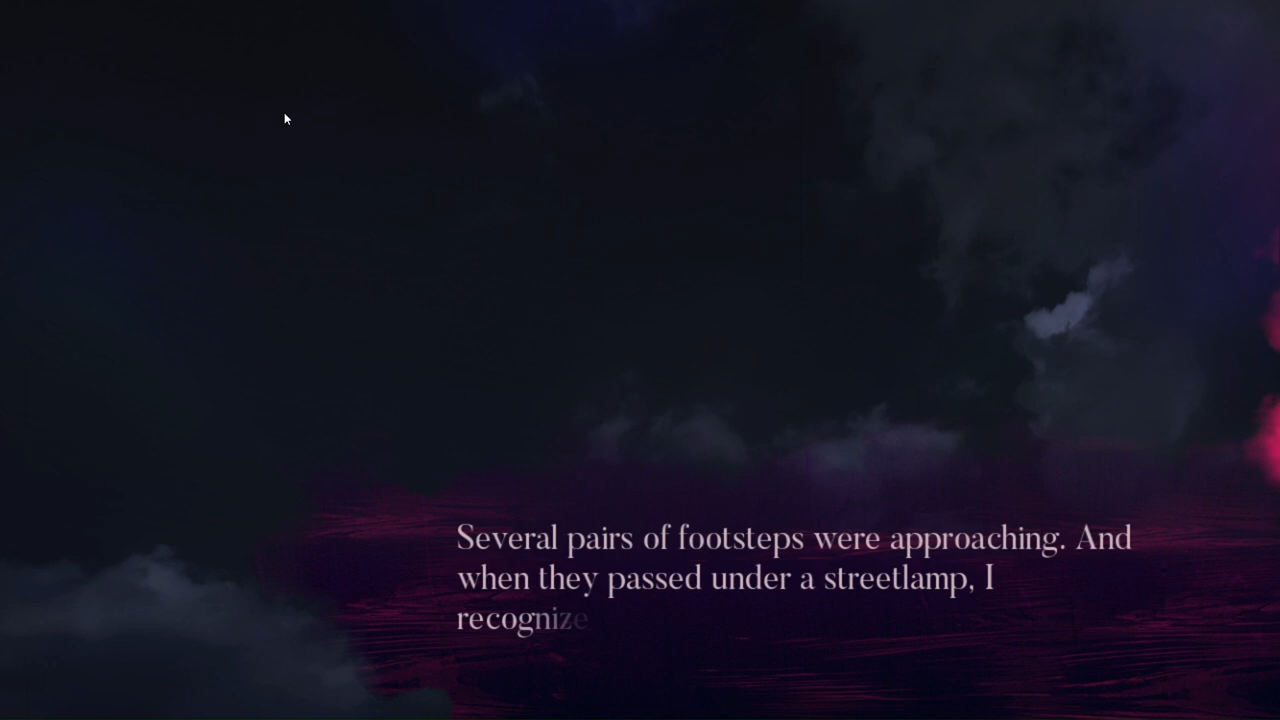 Several pairs of footsteps were approaching. And
when they passed under a streetlamp, I
recognize